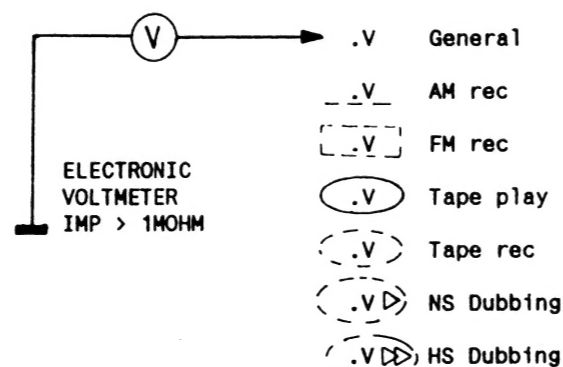 V .V General
.V AM rec
.V FM rec
ELECTRONIC
VOLTMETER
IMP > 1MOHM
.V Tape play
.V Tape rec
.V NS Dubbing
.V HS Dubbing